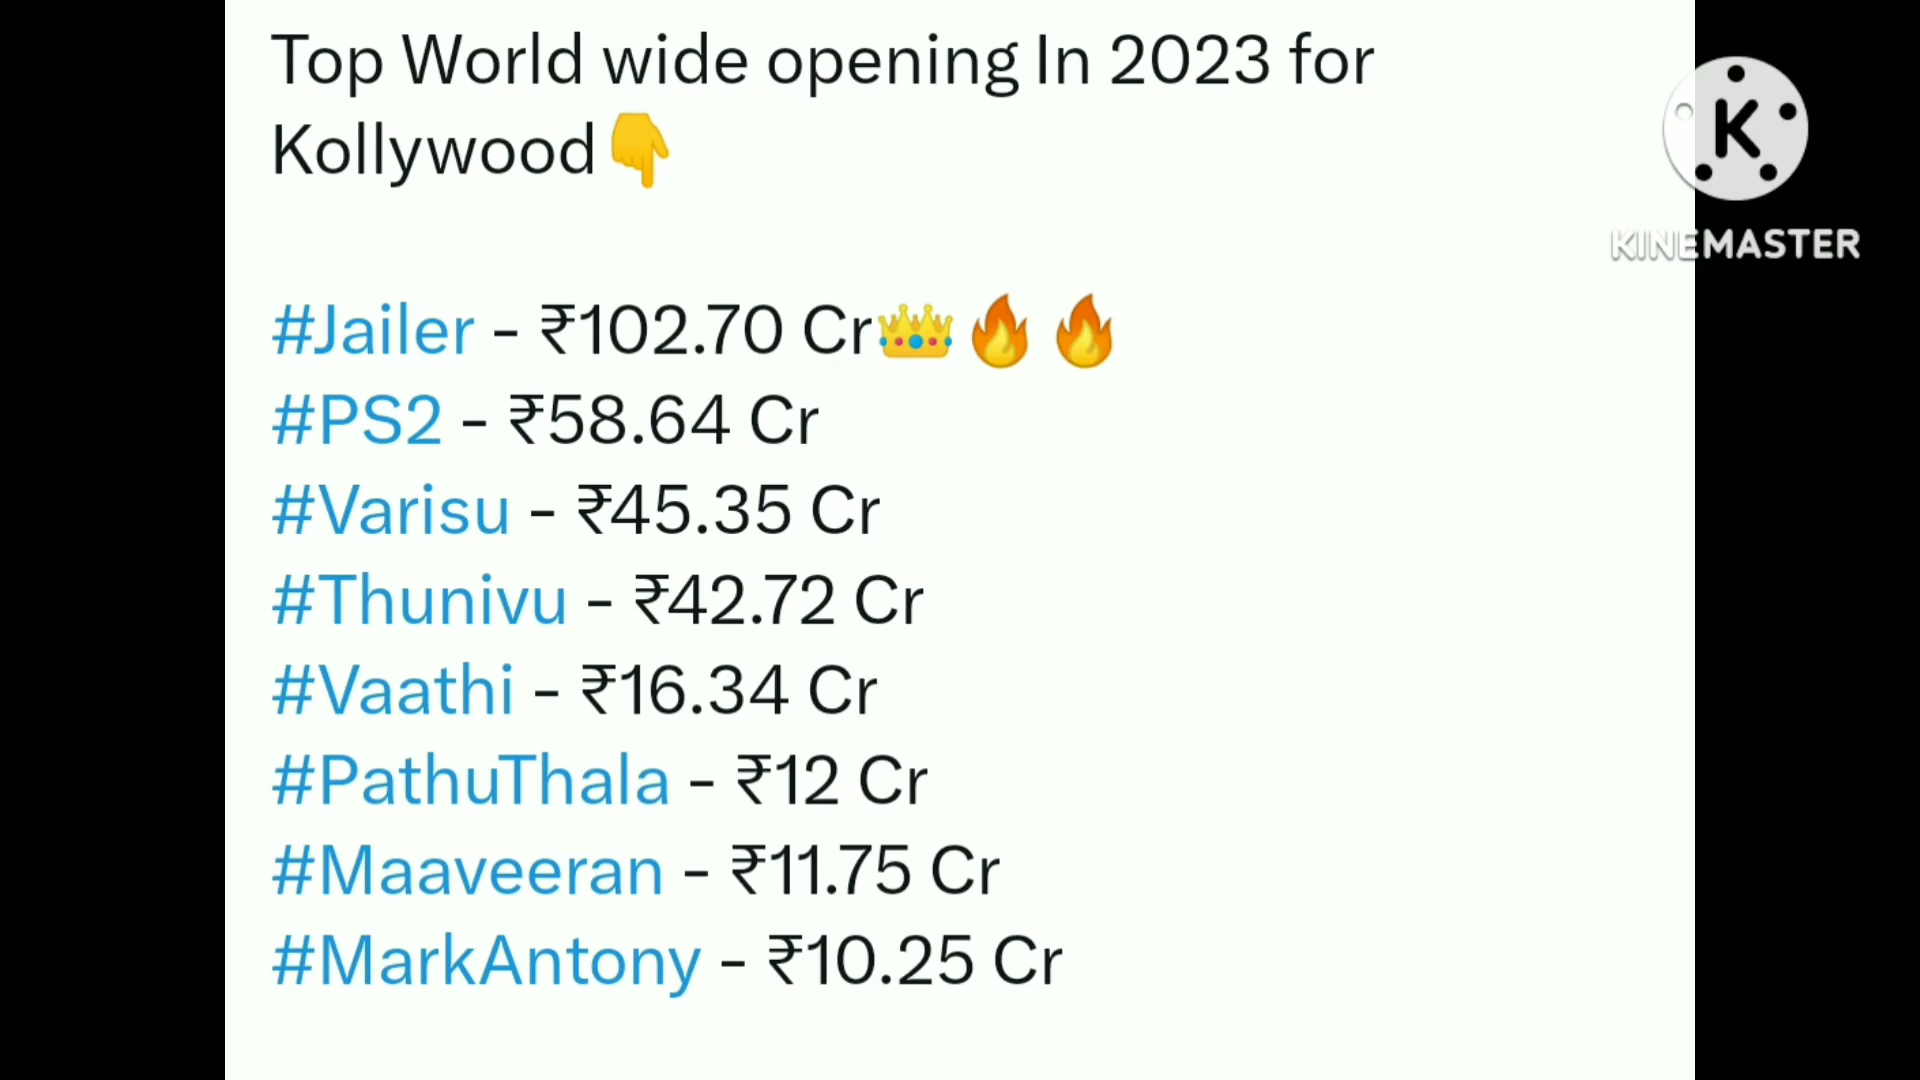 Top World wide opening In 2023 for
Kollywood👇
#Jailer - ₹102.70 Cr👑🔥🔥
#PS2 - ₹58.64 Cr
#Varisu - ₹45.35 Cr
#Thunivu - ₹42.72 Cr
#Vaathi - ₹16.34 Cr
#PathuThala - ₹12 Cr
#Maaveeran - ₹11.75 Cr
#MarkAntony - ₹10.25 Cr
K
KINEMASTER